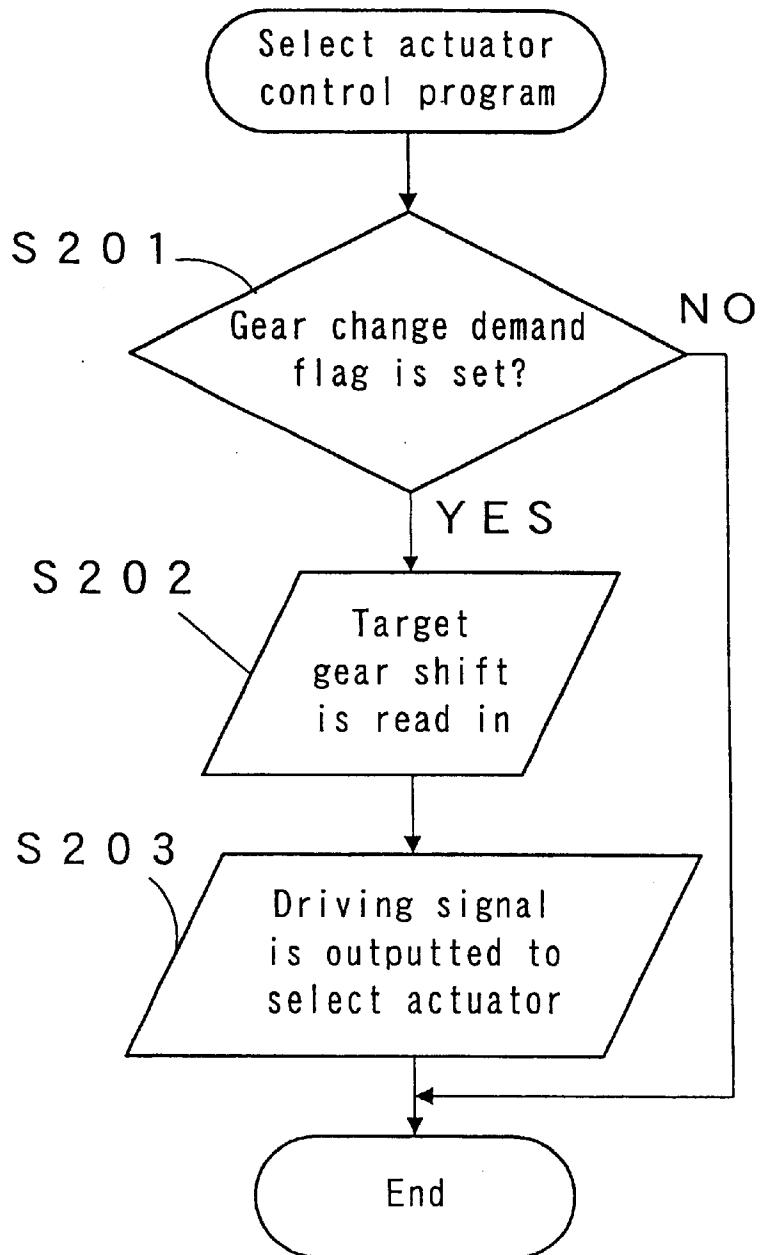 Select actuator
control program
S201
Gear change demand
flag is set?
NO
YES
S202
Target
gear shift
is read in
S203
Driving signal
is outputted to
select actuator
End